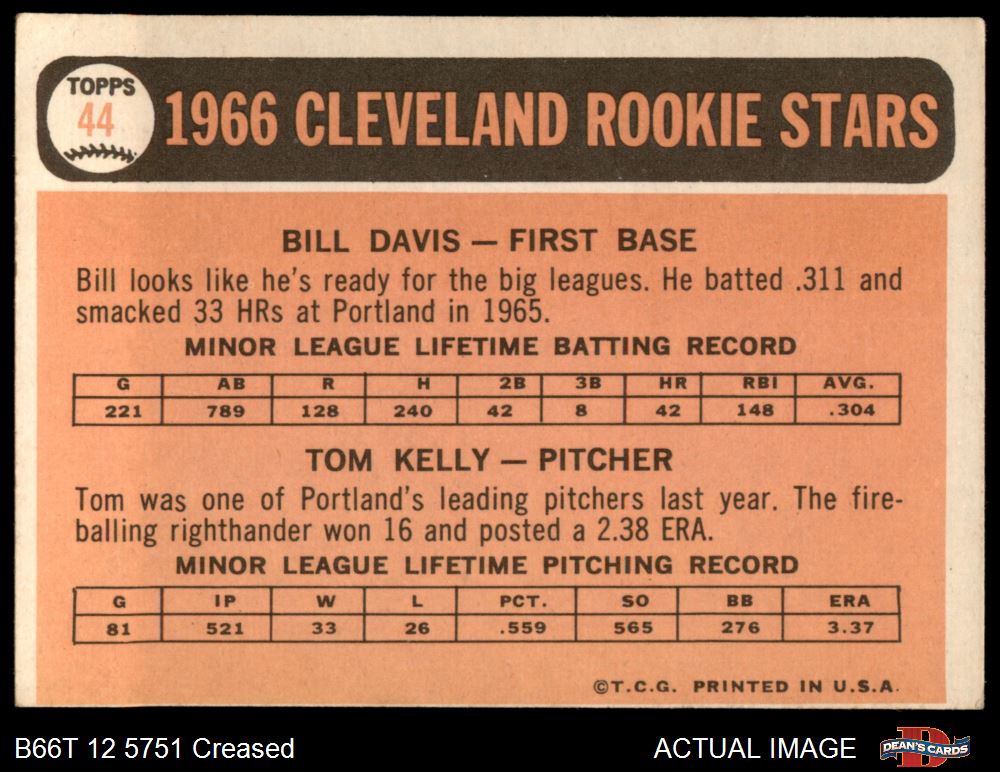 TOPPS
44
1966 CLEVELAND ROOKIE STARS
BILL DAVIS — FIRST BASE
Bill looks like he's ready for the big leagues. He batted .311 and
smacked 33 HRs at Portland in 1965.
MINOR LEAGUE LIFETIME BATTING RECORD
G AB R H 2B 3B HR RBI AVG.
221 789 128 240 42 8 42 148 .304
TOM KELLY — PITCHER
Tom was one of Portland's leading pitchers last year. The fire-
balling righthander won 16 and posted a 2.38 ERA.
MINOR LEAGUE LIFETIME PITCHING RECORD
G IP W L PCT. SO BB ERA
81 521 33 26 .559 565 276 3.37
©T.C.G. PRINTED IN U.S.A.
B66T 12 5751 Creased
ACTUAL IMAGE
D
DEAN'S CARDS